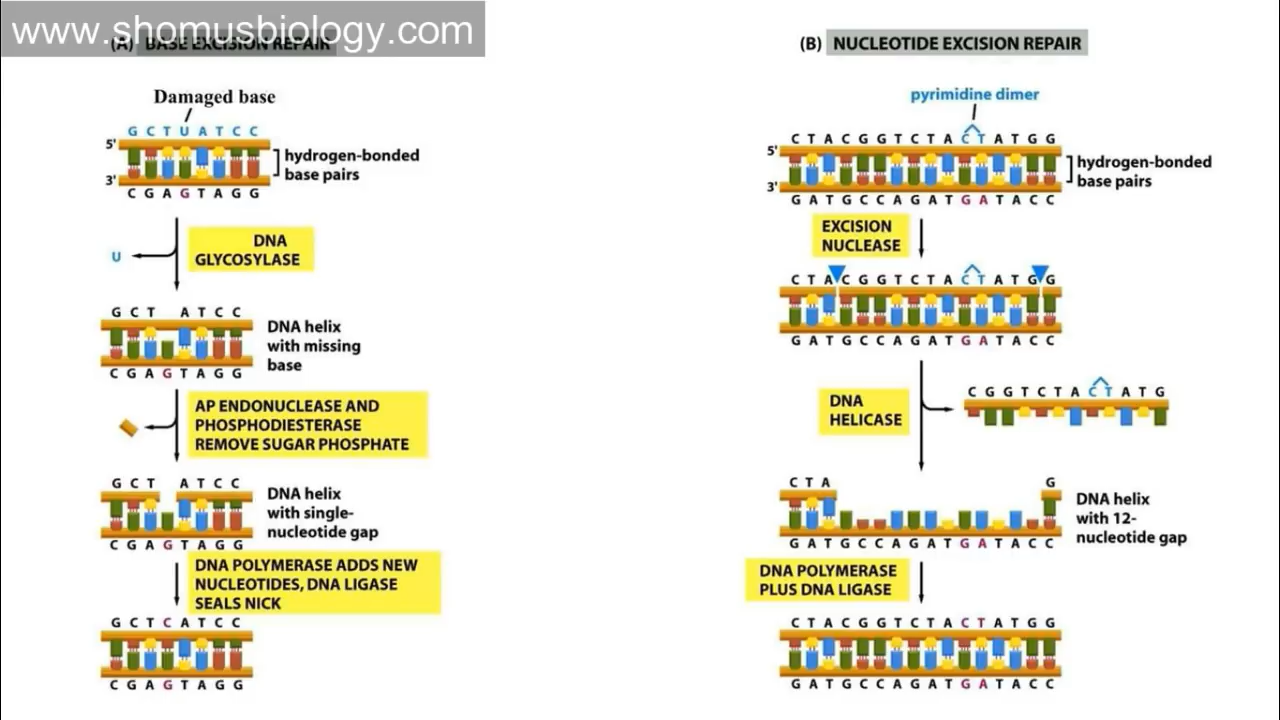 www.shomusbiology.com
(A) BASE EXCISION REPAIR
Damaged base
G C T U A T C C
5'
hydrogen-bonded
base pairs
3'
C G A G T A G G
DNA
GLYCOSYLASE
U
G C T A T C C
DNA helix
with missing
base
C G A G T A G G
AP ENDONUCLEASE AND
PHOSPHODIESTERASE
REMOVE SUGAR PHOSPHATE
G C T A T C C
DNA helix
with single-
nucleotide gap
C G A G T A G G
DNA POLYMERASE ADDS NEW
NUCLEOTIDES, DNA LIGASE
SEALS NICK
G C T C A T C C
C G A G T A G G
(B) NUCLEOTIDE EXCISION REPAIR
pyrimidine dimer
C T A C G G T C T A C T A T G G
5'
hydrogen-bonded
base pairs
3'
G A T G C C A G A T G A T A C C
EXCISION
NUCLEASE
C T A C G G T C T A C T A T G G
G A T G C C A G A T G A T A C C
DNA
HELICASE
C G G T C T A C T A T G
C T A G
DNA helix
with 12-
nucleotide gap
G A T G C C A G A T G A T A C C
DNA POLYMERASE
PLUS DNA LIGASE
C T A C G G T C T A C T A T G G
G A T G C C A G A T G A T A C C